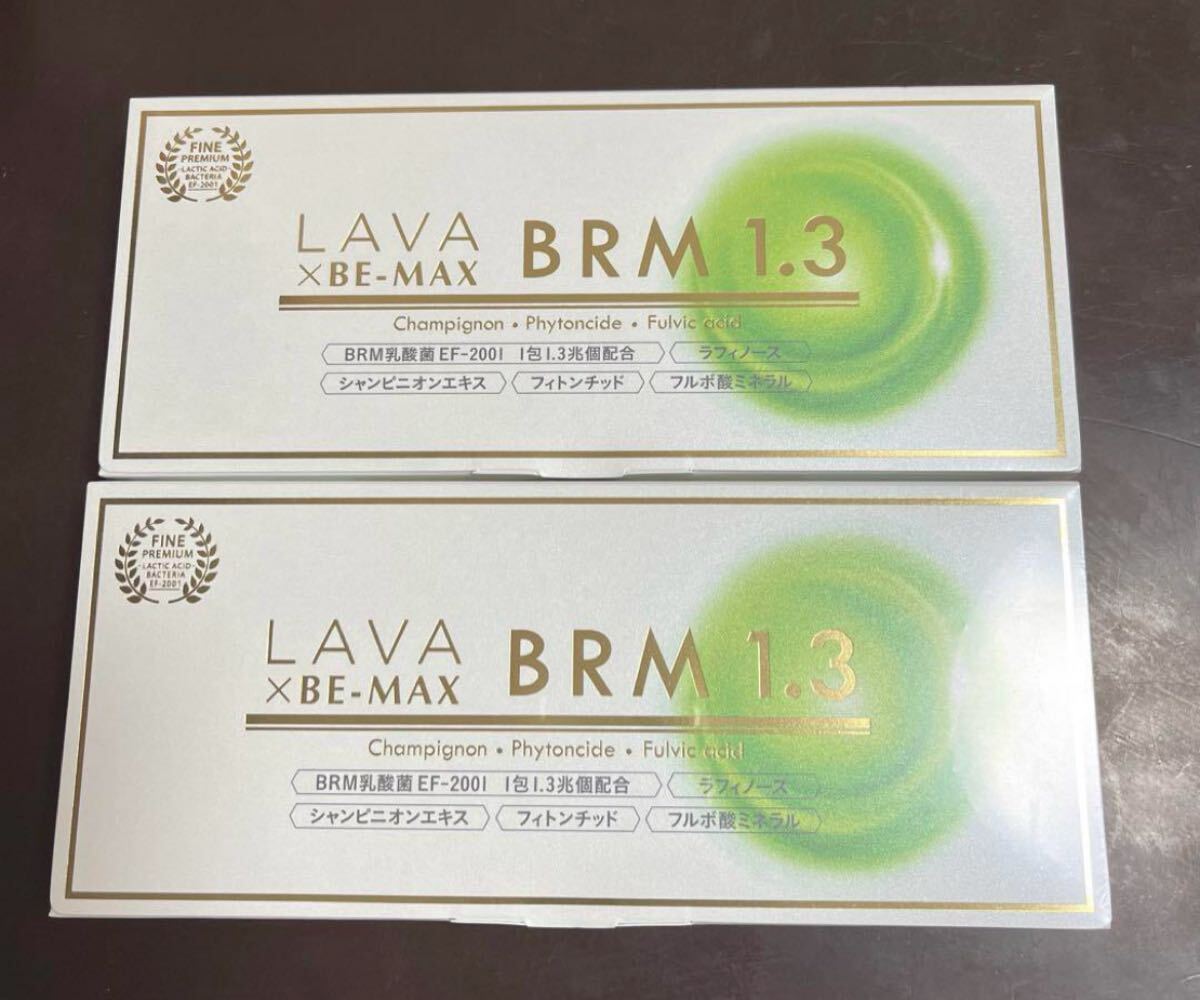 FINE
PREMIUM
LACTIC ACID
BACTERIA
EF-2001
LAVA
×BE-MAX
BRM 1.3
Champignon • Phytoncide • Fulvic acid
BRM乳酸菌 EF-2001 1包1.3兆個配合 ラフィノース
シャンピニオンエキス フィトンチッド フルボ酸ミネラル
FINE
PREMIUM
-LACTIC ACID-
BACTERIA
EF-2001
LAVA
×BE-MAX
BRM 1.3
Champignon • Phytoncide • Fulvic acid
BRM乳酸菌 EF-2001 1包1.3兆個配合 ラフィノース
シャンピニオンエキス フィトンチッド フルボ酸ミネラル